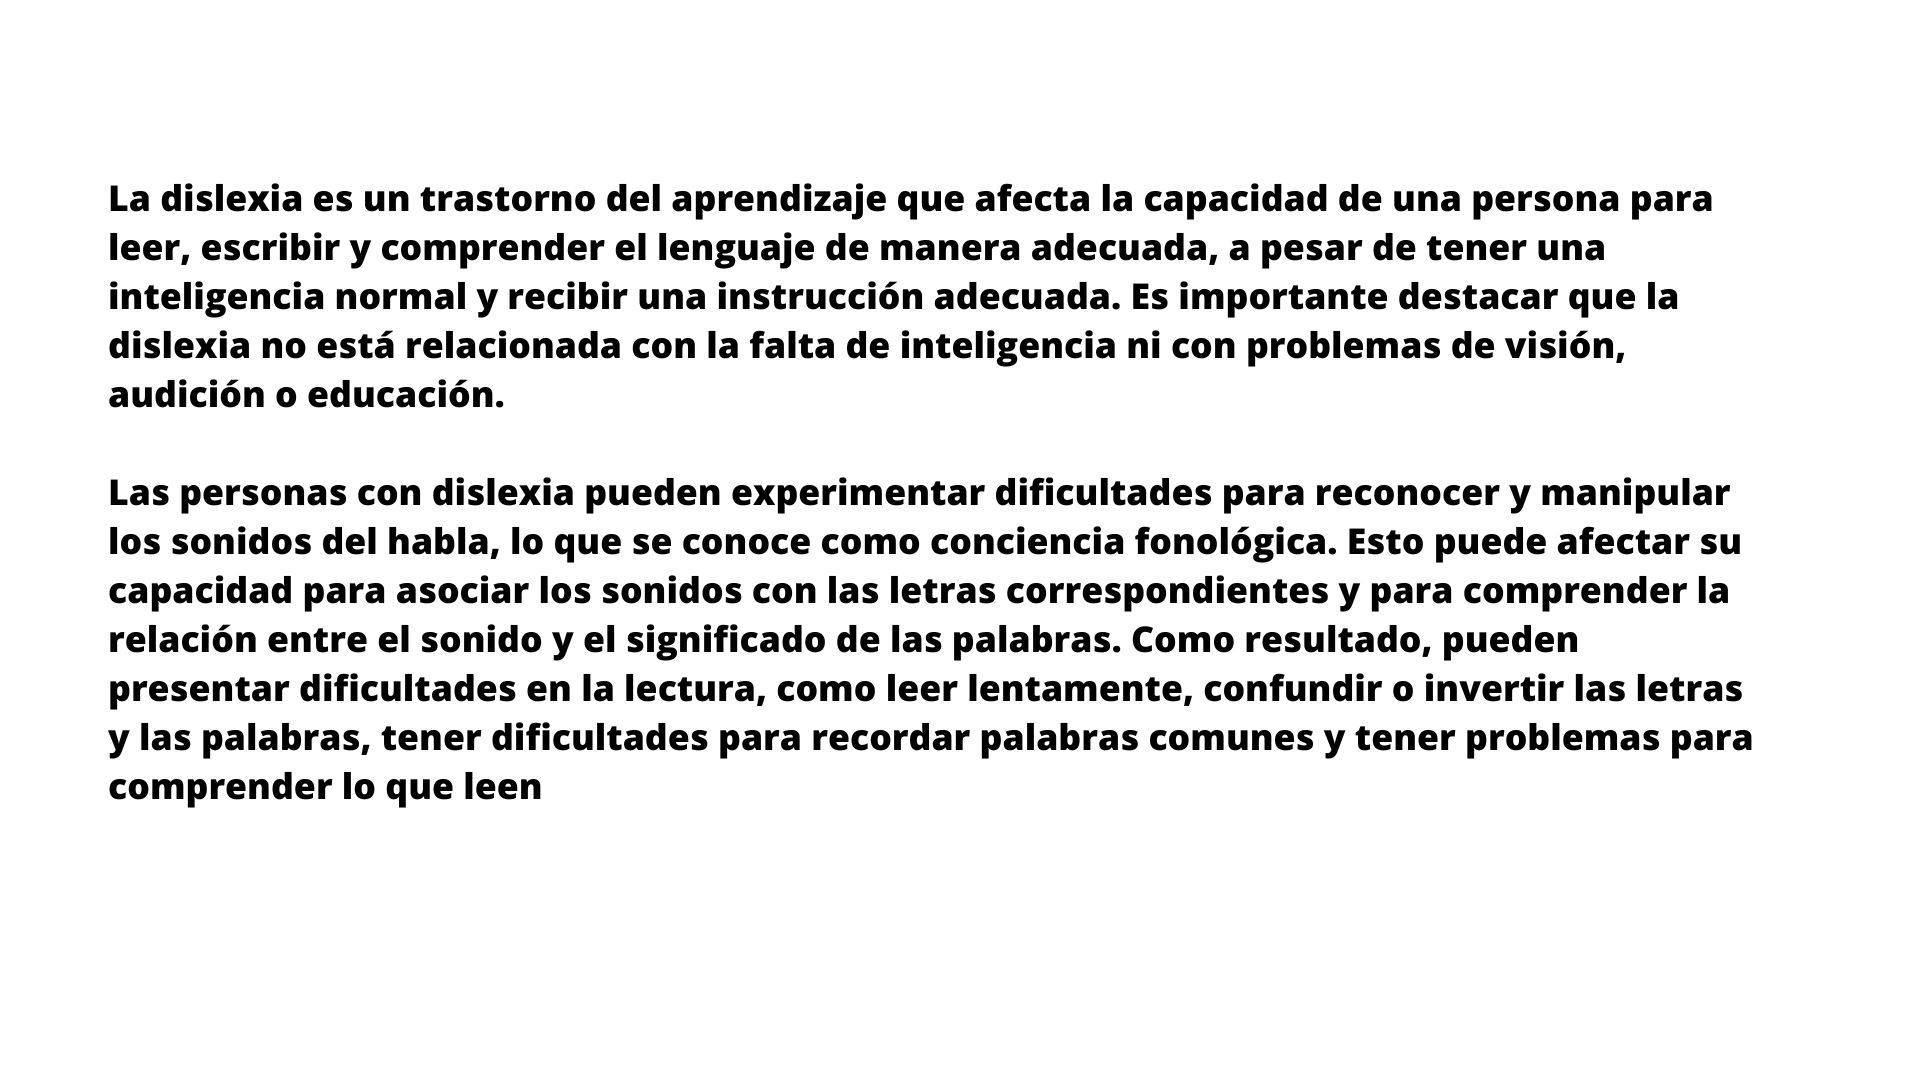 La dislexia es un trastorno del aprendizaje que afecta la capacidad de una persona para
leer, escribir y comprender el lenguaje de manera adecuada, a pesar de tener una
inteligencia normal y recibir una instrucción adecuada. Es importante destacar que la
dislexia no está relacionada con la falta de inteligencia ni con problemas de visión,
audición o educación.
Las personas con dislexia pueden experimentar dificultades para reconocer y manipular
los sonidos del habla, lo que se conoce como conciencia fonológica. Esto puede afectar su
capacidad para asociar los sonidos con las letras correspondientes y para comprender la
relación entre el sonido y el significado de las palabras. Como resultado, pueden
presentar dificultades en la lectura, como leer lentamente, confundir o invertir las letras
y las palabras, tener dificultades para recordar palabras comunes y tener problemas para
comprender lo que leen